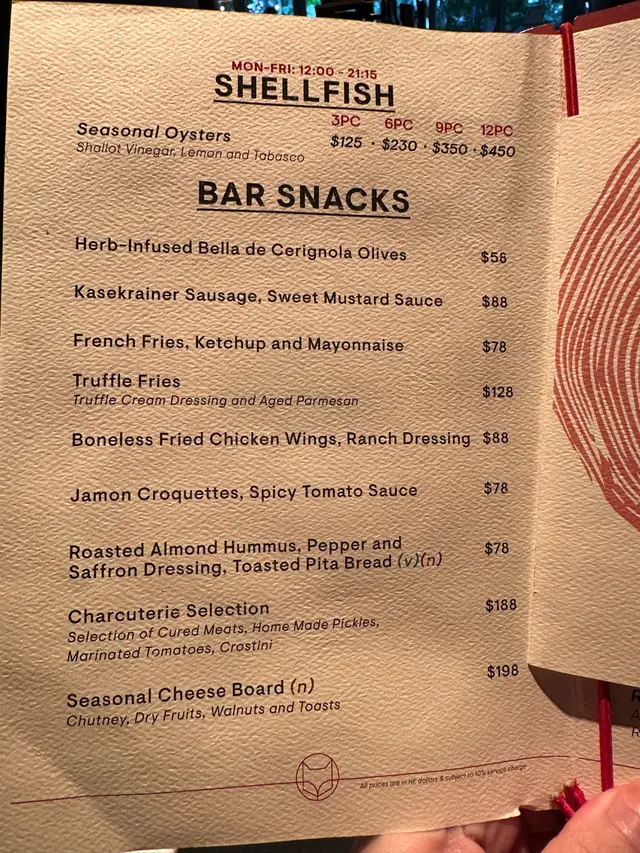 MON-FRI: 12:00 - 21:15
SHELLFISH
3PC 6PC 9PC 12PC
Seasonal Oysters $125 · $230 · $350 · $450
Shallot Vinegar, Lemon and Tabasco
BAR SNACKS
Herb-Infused Bella de Cerignola Olives $58
Kasekrainer Sausage, Sweet Mustard Sauce $88
French Fries, Ketchup and Mayonnaise $78
Truffle Fries $128
Truffle Cream Dressing and Aged Parmesan
Boneless Fried Chicken Wings, Ranch Dressing $88
Jamon Croquettes, Spicy Tomato Sauce $78
Roasted Almond Hummus, Pepper and $78
Saffron Dressing, Toasted Pita Bread (v)(n)
Charcuterie Selection $188
Selection of Cured Meats, Home Made Pickles,
Marinated Tomatoes, Crostini
Seasonal Cheese Board (n) $198
Chutney, Dry Fruits, Walnuts and Toasts
All prices are in HK dollars & subject to 10% service charge